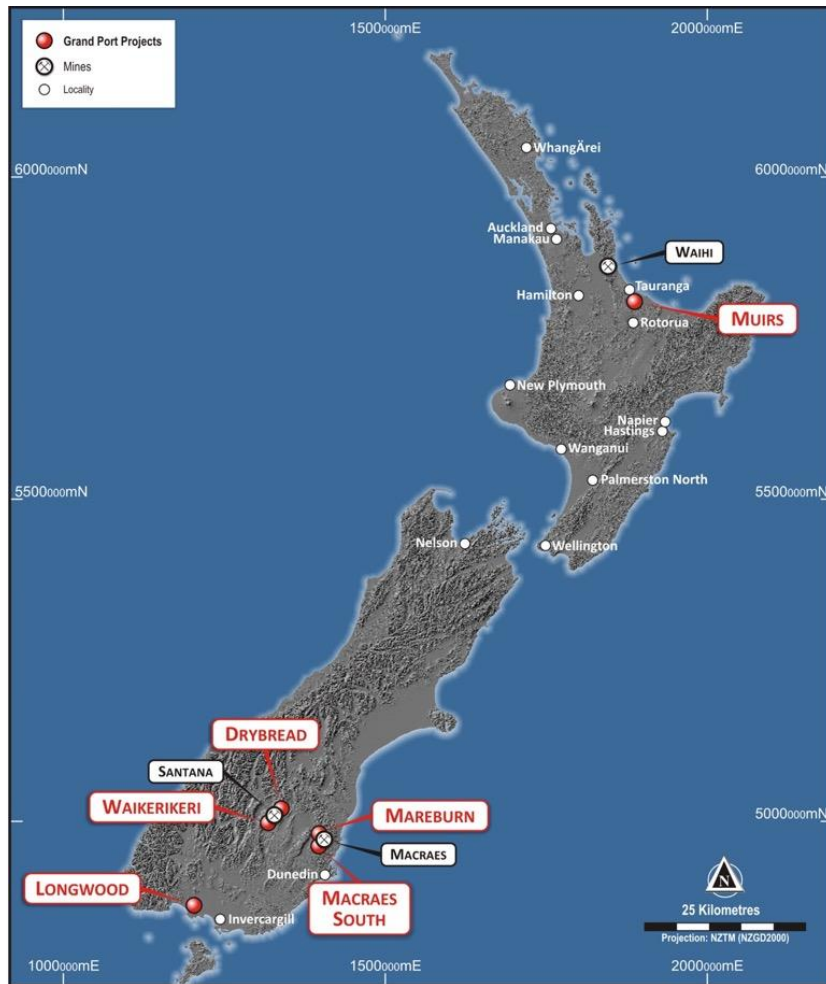 1500000mE
2000000mE
Grand Port Projects
Mines
Locality
WhangÄrei
6000000mN
6000000mN
Auckland
Manakau
WAIHI
Tauranga
Hamilton
MUIRS
Rotorua
New Plymouth
Napier
Hastings
Wanganui
Palmerston North
5500000mN
5500000mN
Nelson
Wellington
DRYBREAD
SANTANA
WAIKERIKERI
MAREBURN
5000000mN
MACRAES
Dunedin
LONGWOOD
MACRAES
SOUTH
Invercargill
N
25 Kilometres
Projection: NZTM (NZGD2000)
1000000mE
1500000mE
2000000mE